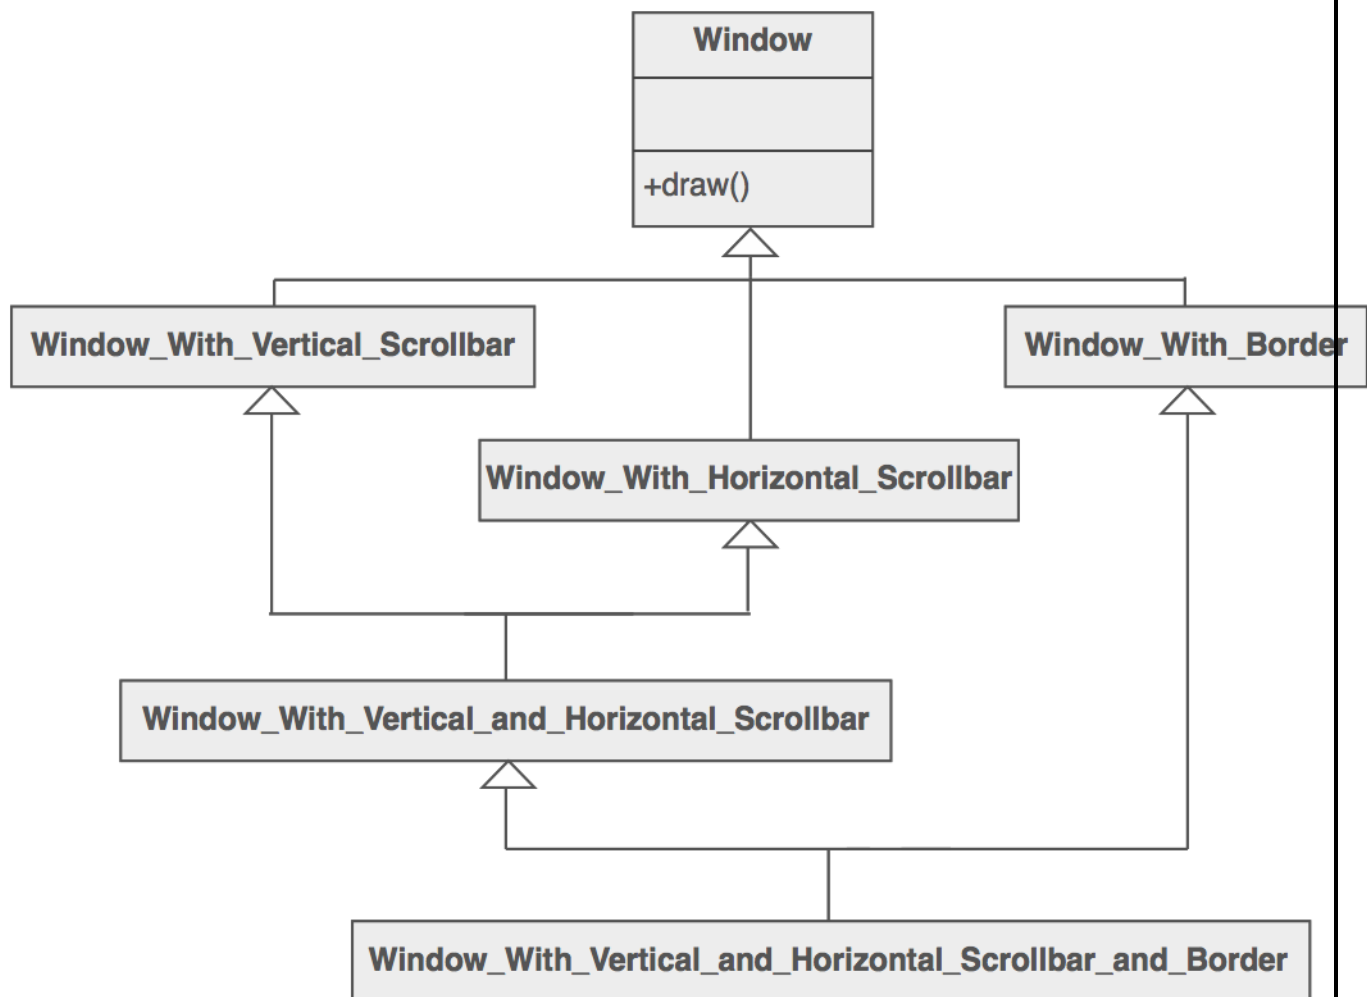 Window
+draw()
Window_With_Vertical_Scrollbar
Window_With_Border
Window_With_Horizontal_Scrollbar
Window_With_Vertical_and_Horizontal_Scrollbar
Window_With_Vertical_and_Horizontal_Scrollbar_and_Border